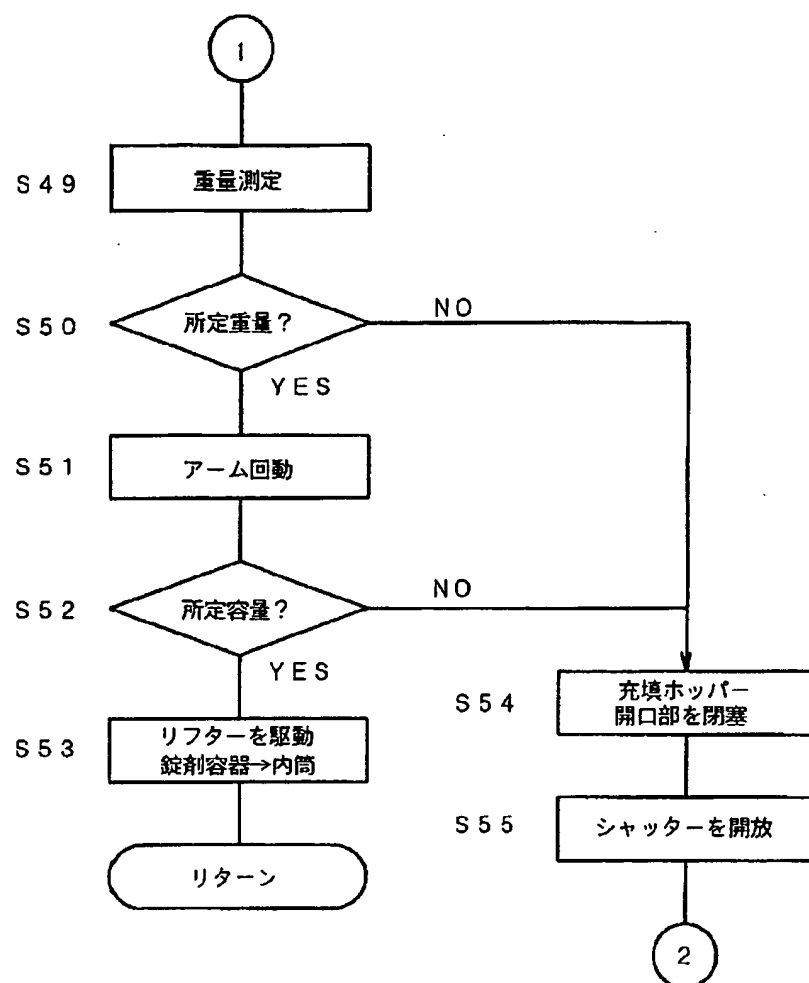 1
S49
重量測定
S50
所定重量?
NO
YES
S51
アーム回動
S52
所定容量?
NO
YES
S53
リフターを駆動
錠剤容器→内筒
リターン
S54
充填ホッパー
開口部を閉塞
S55
シャッターを開放
2